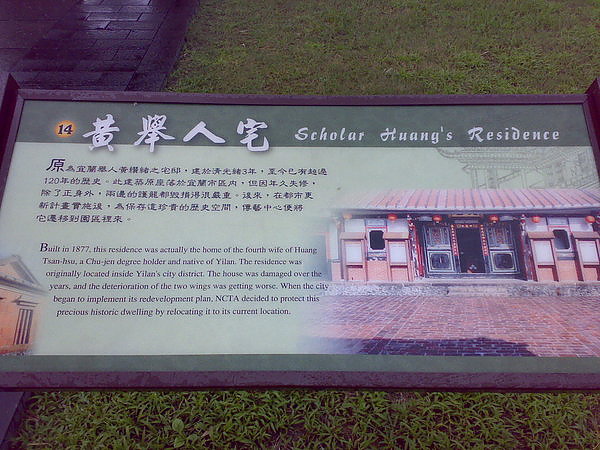 14 黃舉人宅 Scholar Huang's Residence
原為宜蘭舉人黃纘緒之宅邸，建於清光緒3年，至今已有超過
120年的歷史。此建築原座落於宜蘭市區內，但因年久失修，
除了正身外，兩邊的護龍都毀損得很嚴重。後來，在都市更
新計畫實施後，為保存這珍貴的歷史空間，傳藝中心便將
它遷移到園區裡來。
Built in 1877, this residence was actually the home of the fourth wife of Huang
Tsan-hsu, a Chu-jen degree holder and native of Yilan. The residence was
originally located inside Yilan's city district. The house was damaged over the
years, and the deterioration of the two wings was getting worse. When the city
began to implement its redevelopment plan, NCTA decided to protect this
precious historic dwelling by relocating it to its current location.